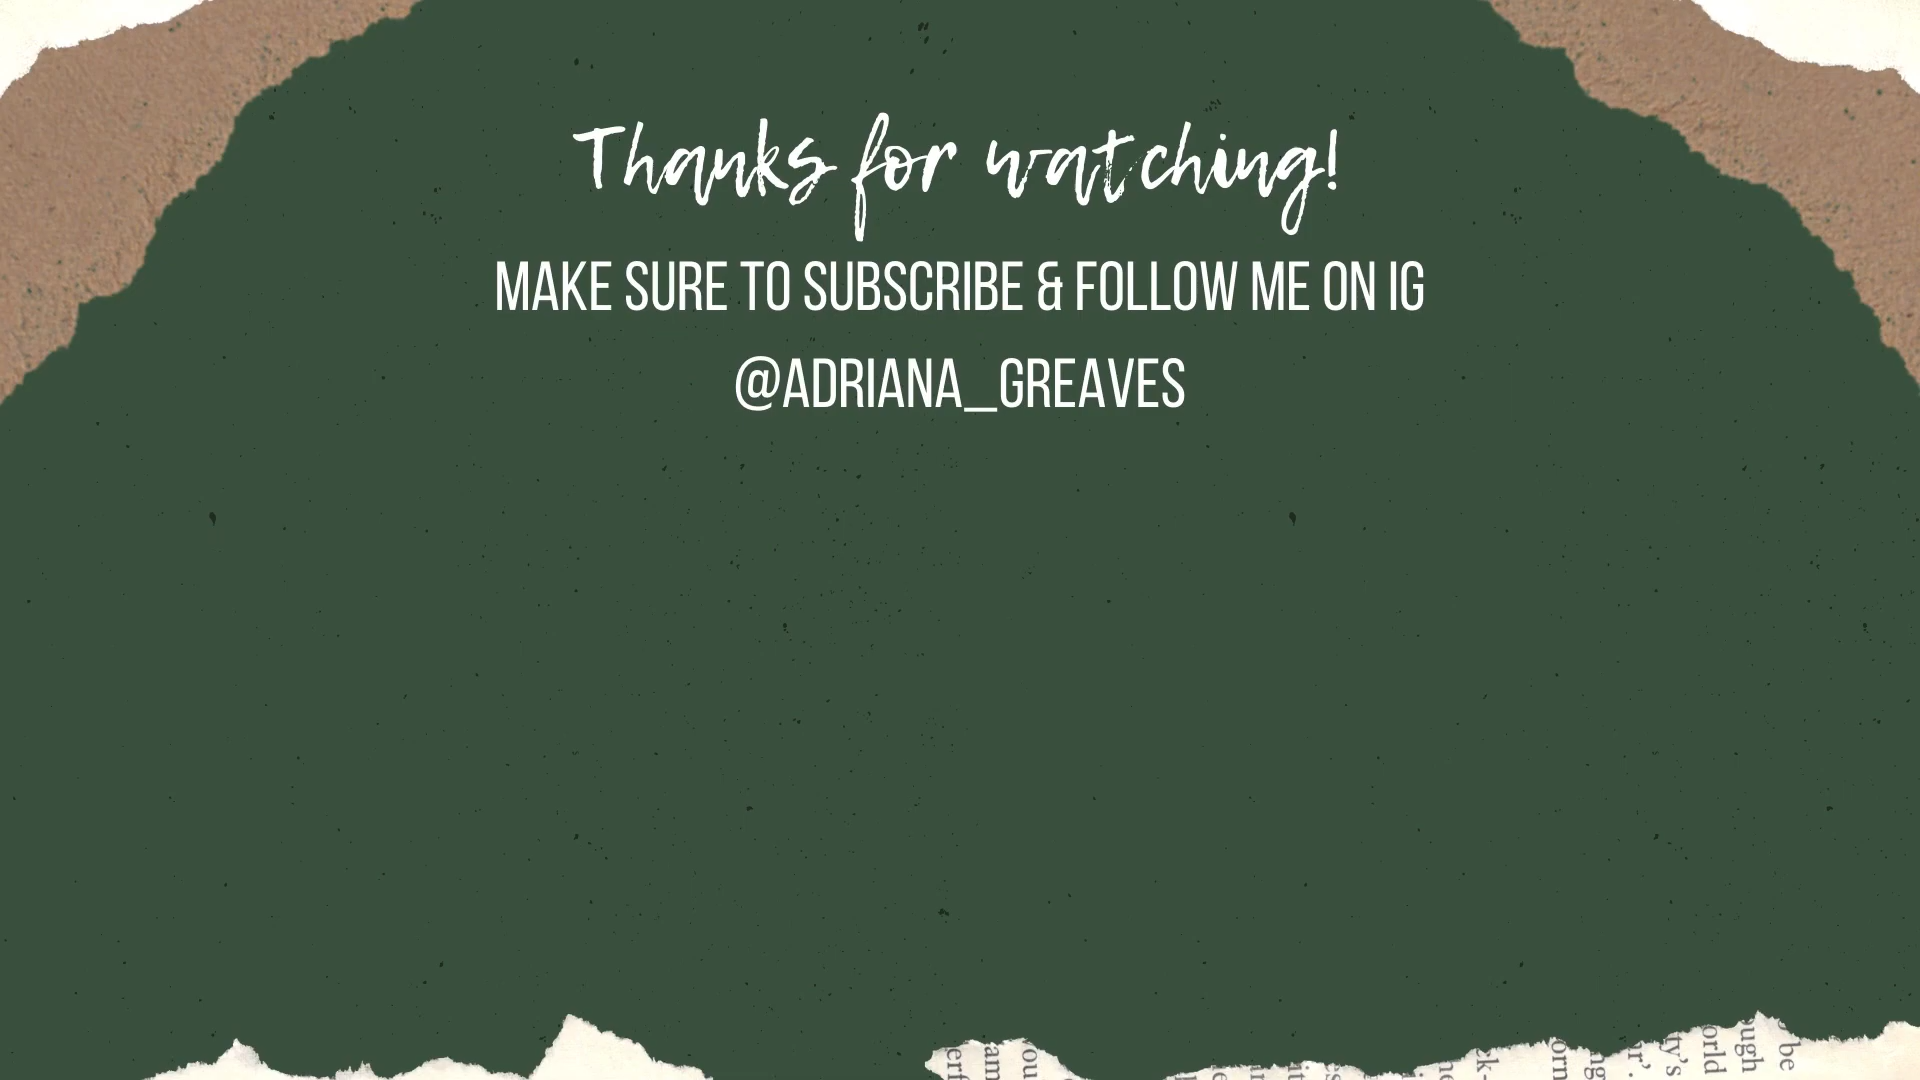 Thanks for watching!
MAKE SURE TO SUBSCRIBE & FOLLOW ME ON IG
@ADRIANA_GREAVES